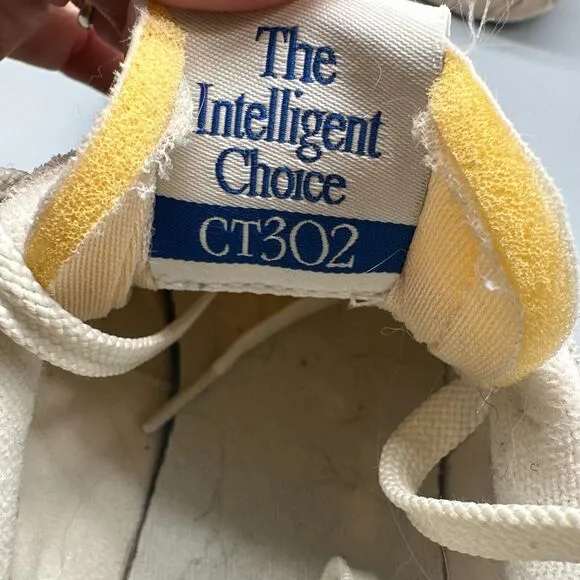 The
Intelligent
Choice
CT302